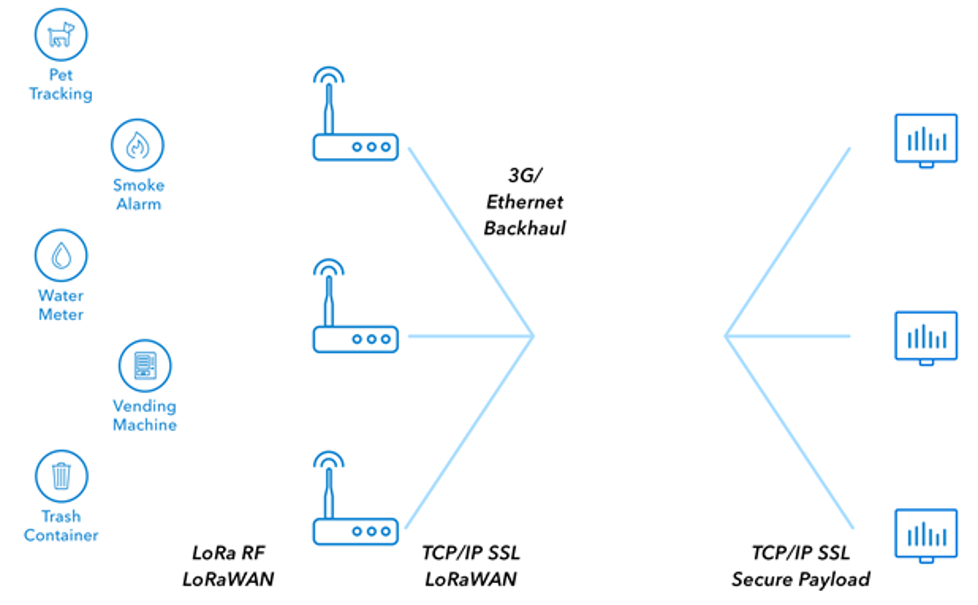 Pet
Tracking
Smoke
Alarm
Water
Meter
Vending
Machine
Trash
Container
3G/
Ethernet
Backhaul
LoRa RF
LoRaWAN
TCP/IP SSL
LoRaWAN
TCP/IP SSL
Secure Payload